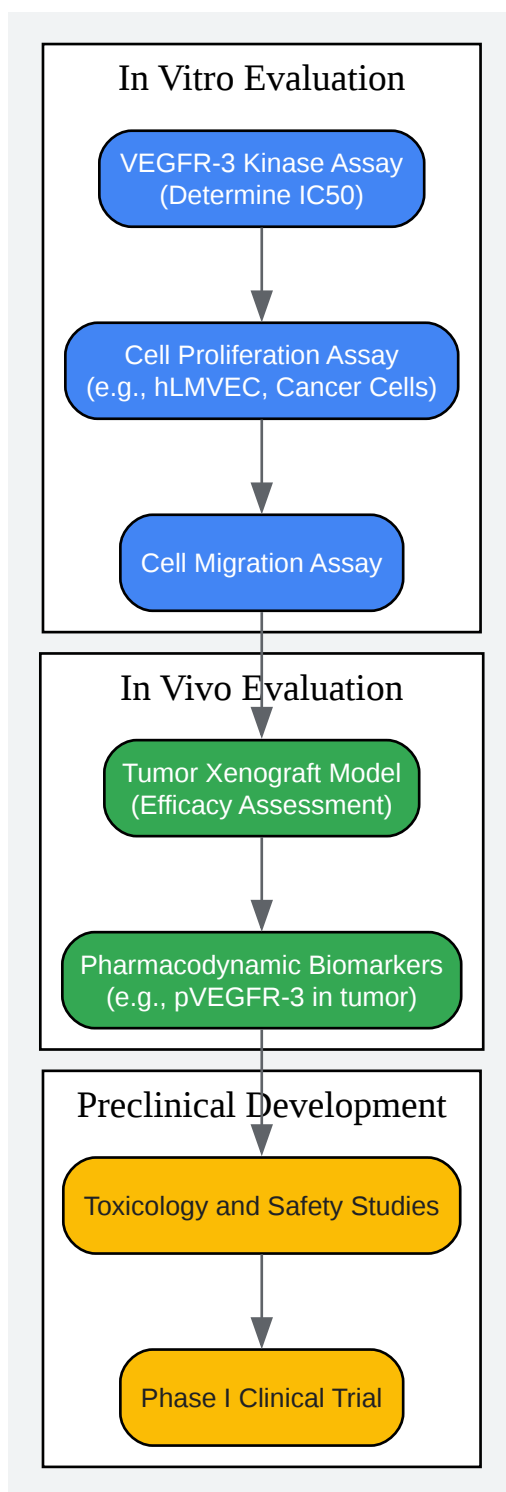 In Vitro Evaluation
VEGFR-3 Kinase Assay
(Determine IC50)
Cell Proliferation Assay
(e.g., hLMVEC, Cancer Cells)
Cell Migration Assay
In Vivo Evaluation
Tumor Xenograft Model
(Efficacy Assessment)
Pharmacodynamic Biomarkers
(e.g., pVEGFR-3 in tumor)
Preclinical Development
Toxicology and Safety Studies
Phase I Clinical Trial